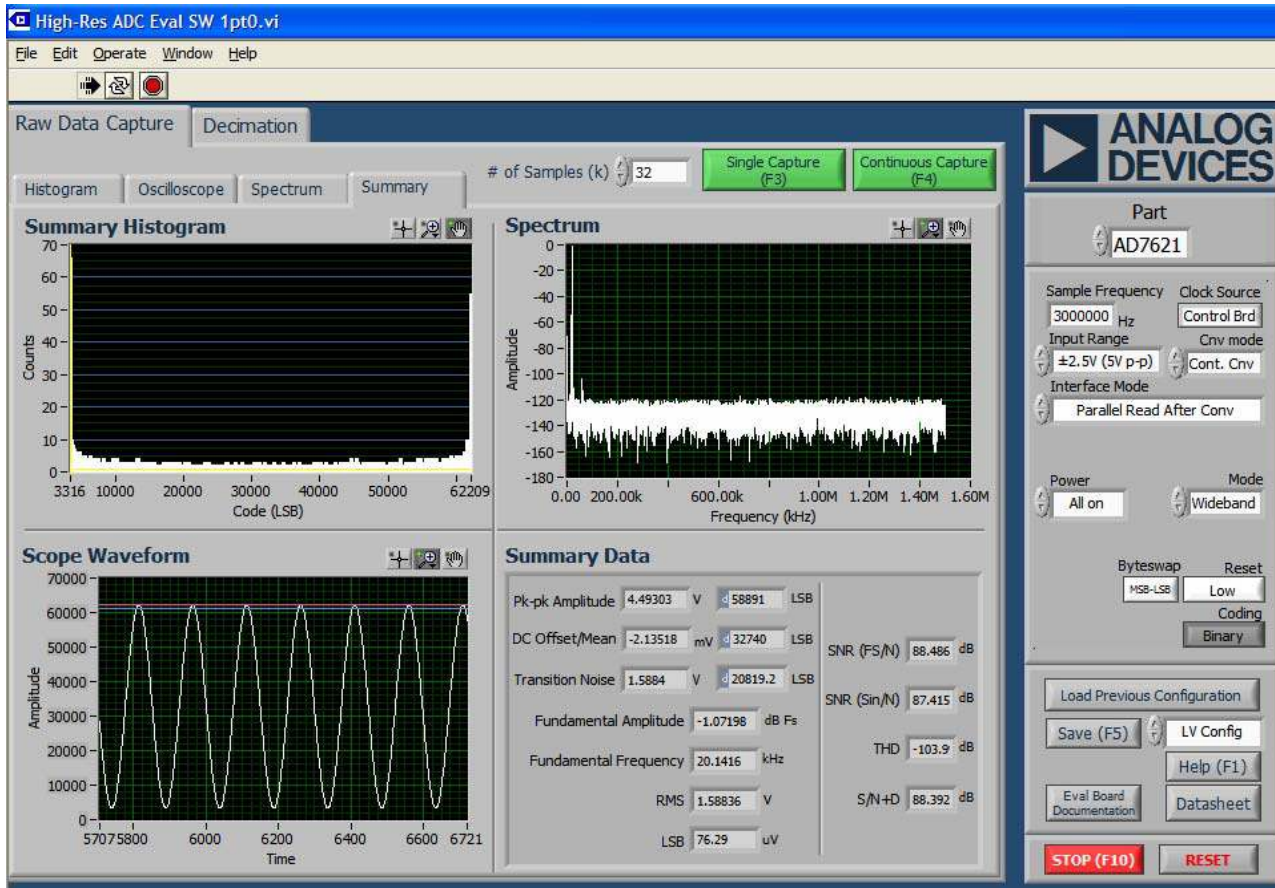 High-Res ADC Eval SW 1pt0.vi
File Edit Operate Window Help
Raw Data Capture Decimation
# of Samples (k) 32 Single Capture (F3) Continuous Capture (F4)
Histogram Oscilloscope Spectrum Summary
Summary Histogram
70
60
50
40
30
20
10
0
Counts
3316 10000 20000 30000 40000 50000 62209
Code (LSB)
Spectrum
0
-20
-40
-60
-80
-100
-120
-140
-160
-180
Amplitude
0.00 200.00k 600.00k 1.00M 1.20M 1.40M 1.60M
Frequency (kHz)
Scope Waveform
70000
60000
50000
40000
30000
20000
10000
0
Amplitude
57075800 6000 6200 6400 6600 6721
Time
Summary Data
Pk-pk Amplitude 4.49303 V d 58891 LSB
DC Offset/Mean -2.13518 mV d 32740 LSB
Transition Noise 1.5884 V d 20819.2 LSB
Fundamental Amplitude -1.07198 dB Fs
Fundamental Frequency 20.1416 kHz
RMS 1.58836 V
LSB 76.29 uV
SNR (FS/N) 88.486 dB
SNR (Sin/N) 87.415 dB
THD -103.9 dB
S/N+D 88.392 dB
ANALOG
DEVICES
Part
AD7621
Sample Frequency Clock Source
3000000 Hz Control Brd
Input Range Cnv mode
±2.5V (5V p-p) Cont. Cnv
Interface Mode
Parallel Read After Conv
Power Mode
All on Wideband
Byteswap Reset
MSB-LSB Low
Coding
Binary
Load Previous Configuration
Save (F5) LV Config
Help (F1)
Eval Board Documentation Datasheet
STOP (F10) RESET